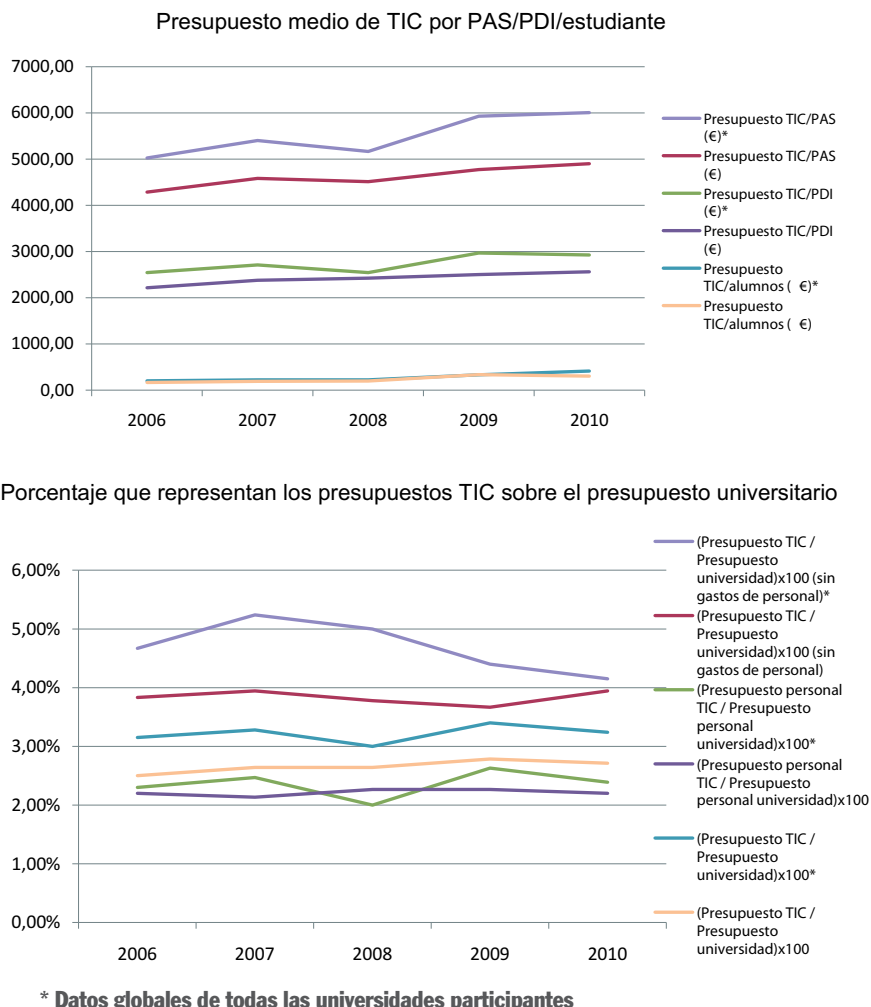 Presupuesto medio de TIC por PAS/PDI/estudiante
7000,00
6000,00
5000,00
4000,00
3000,00
2000,00
1000,00
0,00
2006 2007 2008 2009 2010
Presupuesto TIC/PAS
(€)*
Presupuesto TIC/PAS
(€)
Presupuesto TIC/PDI
(€)*
Presupuesto TIC/PDI
(€)
Presupuesto
TIC/alumnos ( €)*
Presupuesto
TIC/alumnos ( €)
Porcentaje que representan los presupuestos TIC sobre el presupuesto universitario
6,00%
5,00%
4,00%
3,00%
2,00%
1,00%
0,00%
2006 2007 2008 2009 2010
(Presupuesto TIC /
Presupuesto
universidad)x100 (sin
gastos de personal)*
(Presupuesto TIC /
Presupuesto
universidad)x100 (sin
gastos de personal)
(Presupuesto personal
TIC / Presupuesto
personal
universidad)x100*
(Presupuesto personal
TIC / Presupuesto
personal universidad)x100
(Presupuesto TIC /
Presupuesto
universidad)x100*
(Presupuesto TIC /
Presupuesto
universidad)x100
* Datos globales de todas las universidades participantes